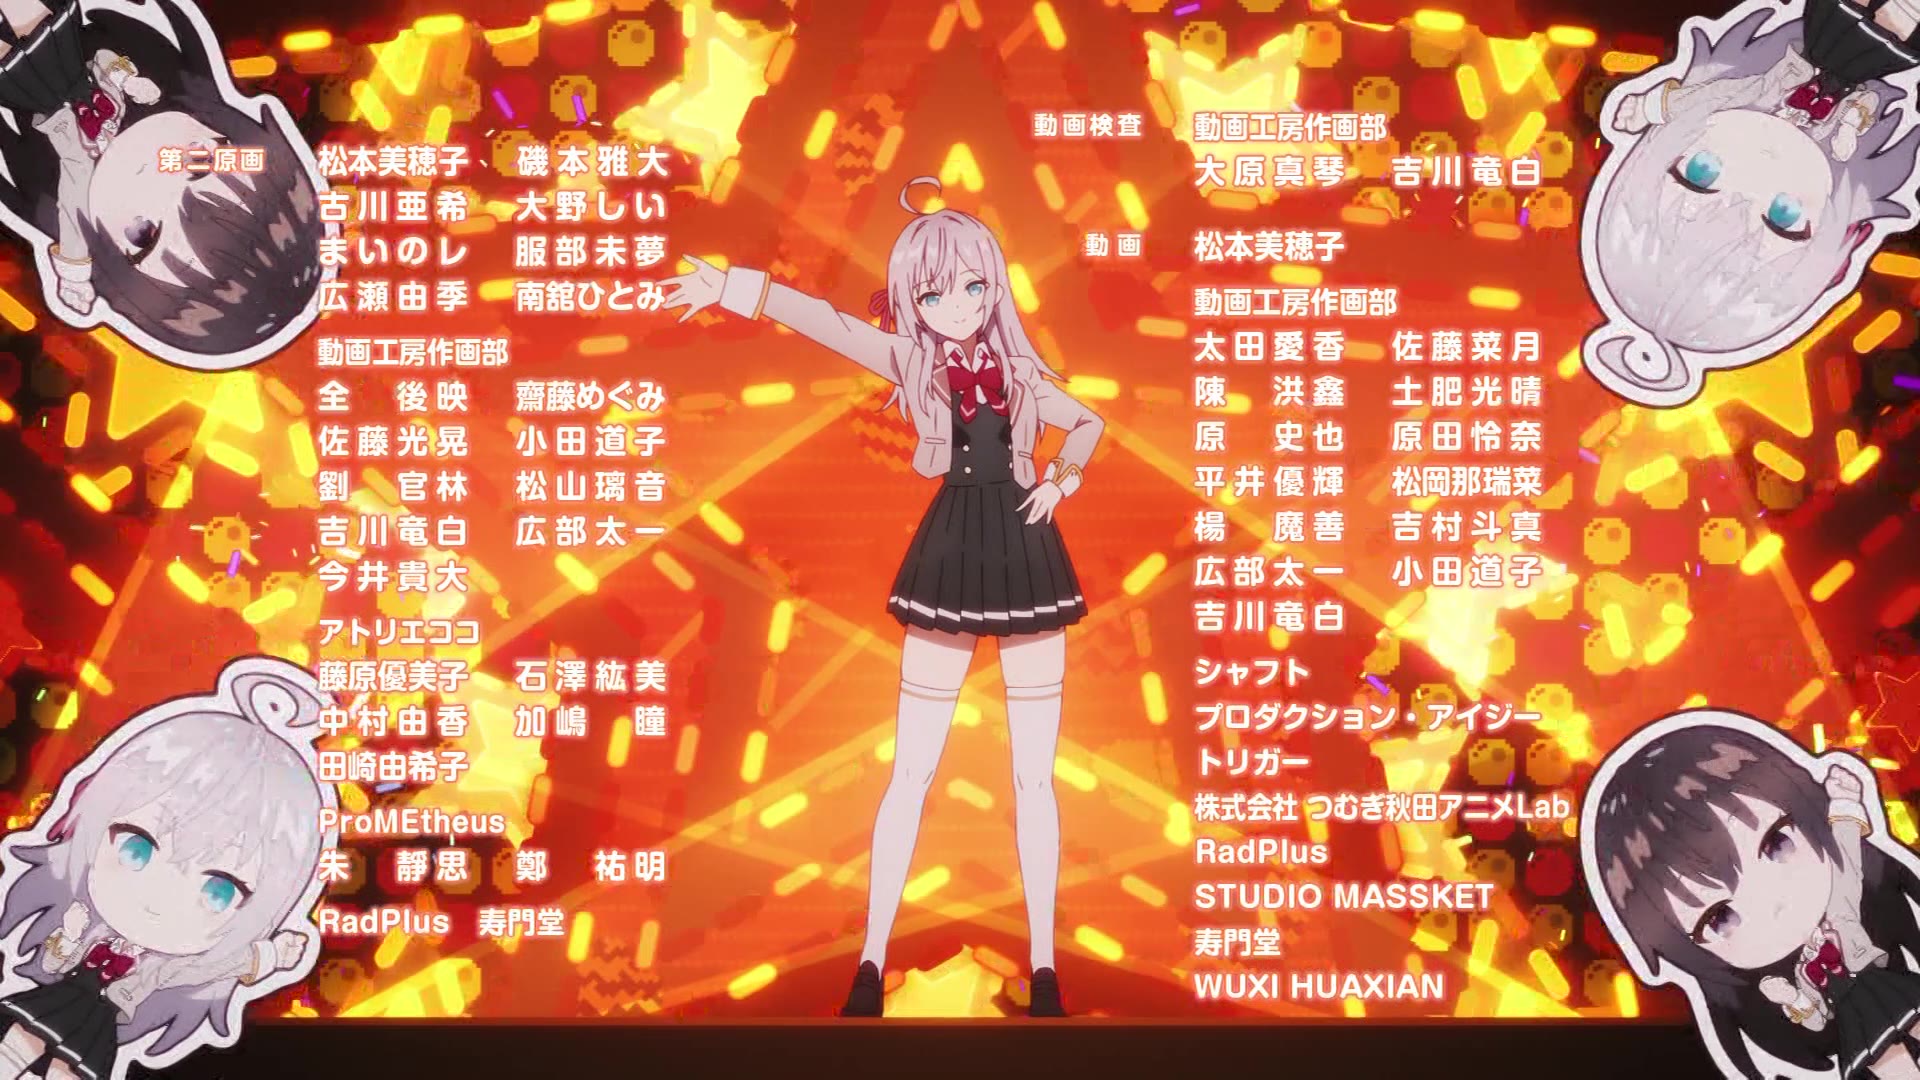 第二原画
松本美穂子、 磯本雅大
古川亜希 大野しい
まいのレ 服部未夢
広瀬由季 南舘ひとみ
動画工房作画部
全 後映 齋藤めぐみ
佐藤光晃 小田道子
劉 官林 松山璃音
吉川竜白 広部太一
今井貴大
アトリエココ
藤原優美子 石澤紘美
中村由香 加嶋 瞳
田崎由希子
ProMEtheus
朱 靜思 鄭 祐明
RadPlus 寿門堂
動画検査 動画工房作画部
大原真琴 吉川竜白
動画 松本美穂子
動画工房作画部
太田愛香 佐藤菜月
陳 洪鑫 土肥光晴
原 史也 原田怜奈
平井優輝 松岡那瑞菜
楊 魔善 吉村斗真
広部太一 小田道子
吉川竜白
シャフト
プロダクション・アイジー
トリガー
株式会社 つむぎ秋田アニメLab
RadPlus
STUDIO MASSKET
寿門堂
WUXI HUAXIAN